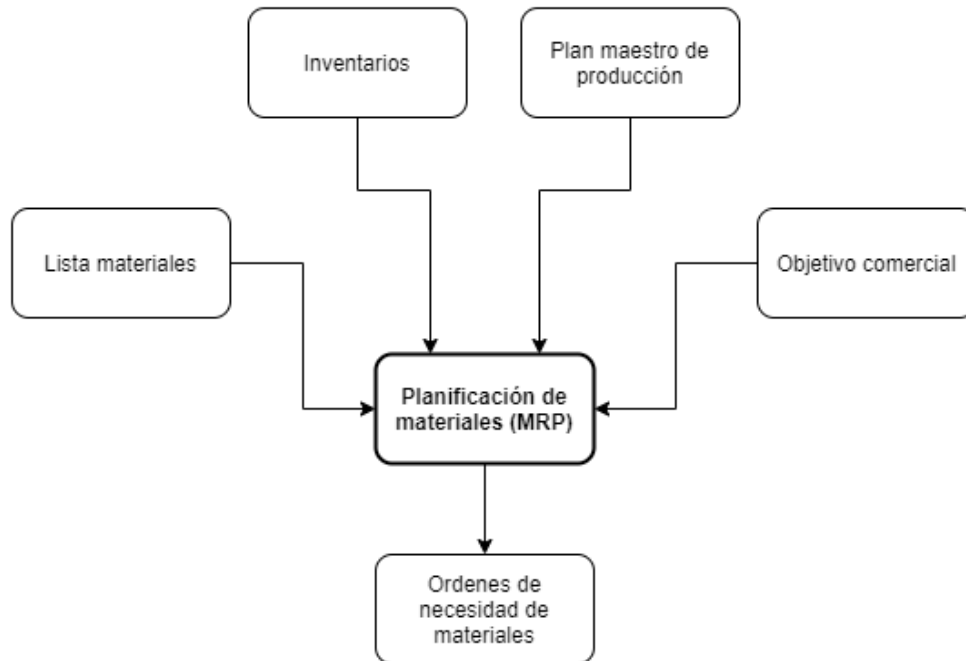 Inventarios
Plan maestro de
producción
Lista materiales
Objetivo comercial
Planificación de
materiales (MRP)
Ordenes de
necesidad de
materiales